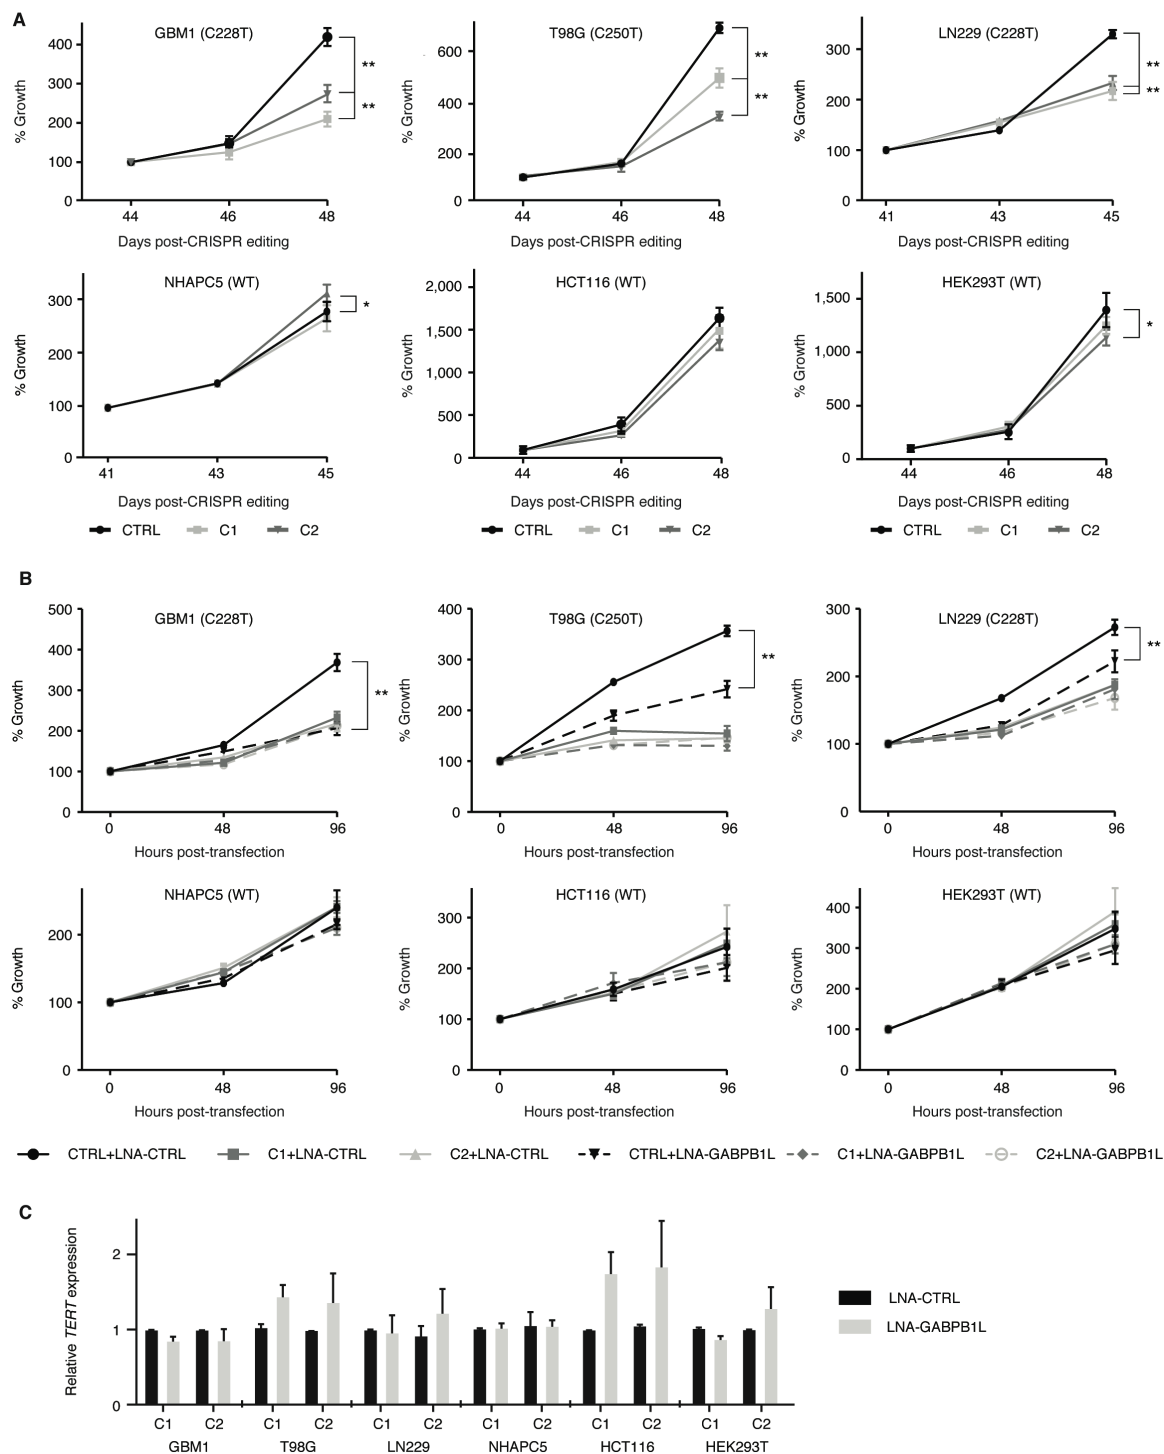 A
GBM1 (C228T)
T98G (C250T)
LN229 (C228T)
% Growth
400
300
200
100
0
**
**
44 46 48
Days post-CRISPR editing
% Growth
600
400
200
0
**
**
44 46 48
Days post-CRISPR editing
% Growth
300
200
100
0
**
**
41 43 45
Days post-CRISPR editing
NHAPC5 (WT)
HCT116 (WT)
HEK293T (WT)
% Growth
300
200
100
0
*
41 43 45
Days post-CRISPR editing
% Growth
2,000
1,500
1,000
500
0
44 46 48
Days post-CRISPR editing
% Growth
1,500
1,000
500
0
*
44 46 48
Days post-CRISPR editing
CTRL C1 C2
CTRL C1 C2
CTRL C1 C2
B
GBM1 (C228T)
T98G (C250T)
LN229 (C228T)
% Growth
500
400
300
200
100
0
**
0 48 96
Hours post-transfection
% Growth
400
300
200
100
0
**
0 48 96
Hours post-transfection
% Growth
300
200
100
0
**
0 48 96
Hours post-transfection
NHAPC5 (WT)
HCT116 (WT)
HEK293T (WT)
% Growth
200
100
0
0 48 96
Hours post-transfection
% Growth
300
200
100
0
0 48 96
Hours post-transfection
% Growth
400
300
200
100
0
0 48 96
Hours post-transfection
CTRL+LNA-CTRL C1+LNA-CTRL C2+LNA-CTRL CTRL+LNA-GABPB1L C1+LNA-GABPB1L C2+LNA-GABPB1L
C
Relative TERT expression
2
1
0
C1 C2 C1 C2 C1 C2 C1 C2 C1 C2 C1 C2
GBM1 T98G LN229 NHAPC5 HCT116 HEK293T
LNA-CTRL
LNA-GABPB1L